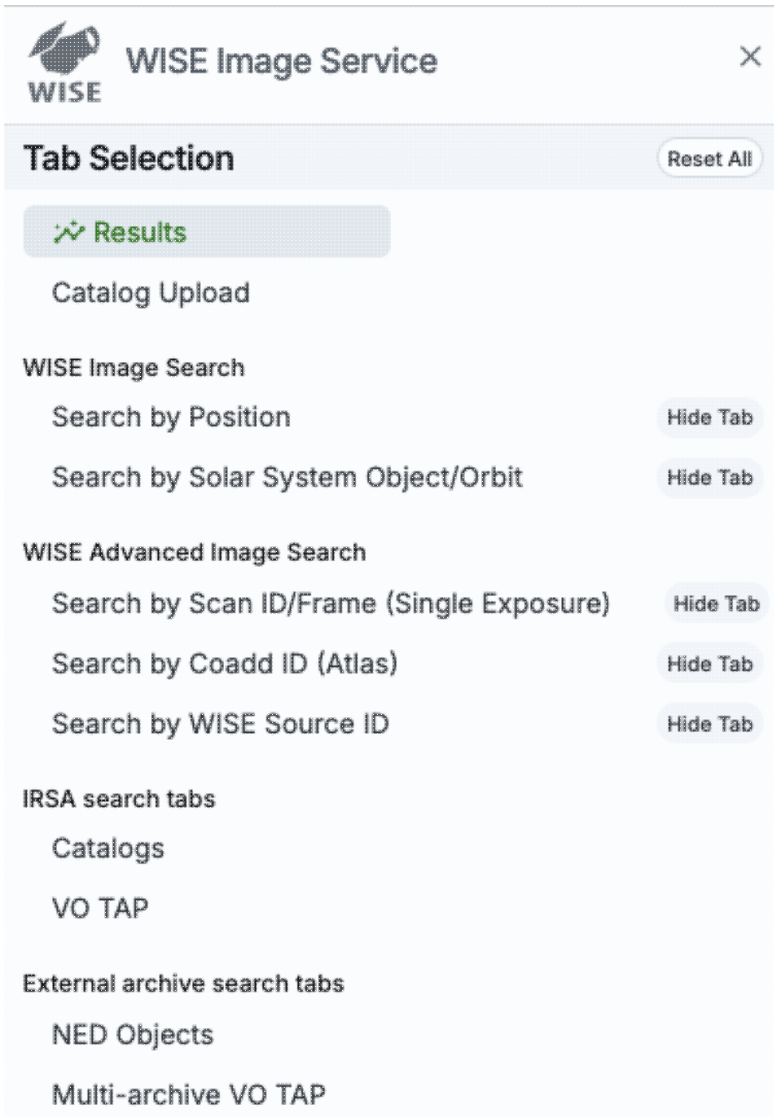 WISE
WISE Image Service
Tab Selection
Reset All
Results
Catalog Upload
WISE Image Search
Search by Position
Hide Tab
Search by Solar System Object/Orbit
Hide Tab
WISE Advanced Image Search
Search by Scan ID/Frame (Single Exposure)
Hide Tab
Search by Coadd ID (Atlas)
Hide Tab
Search by WISE Source ID
Hide Tab
IRSA search tabs
Catalogs
VO TAP
External archive search tabs
NED Objects
Multi-archive VO TAP